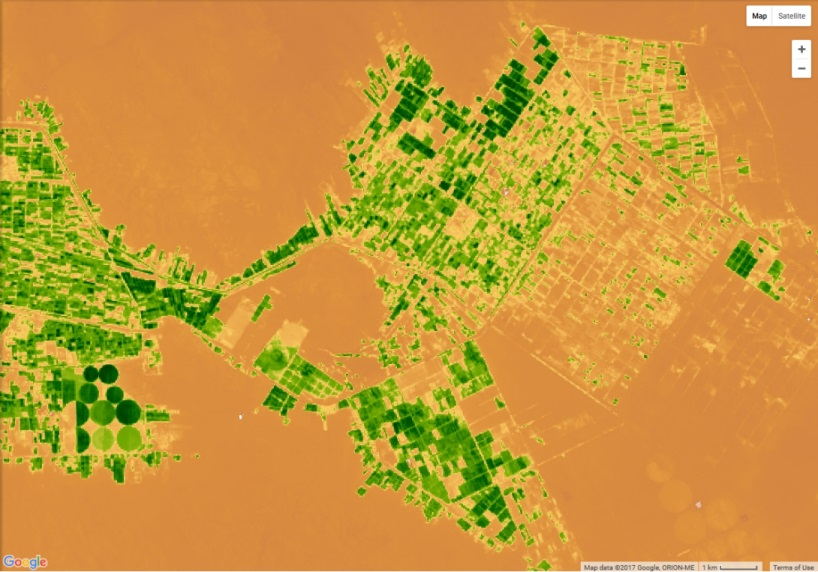 Map Satellite
+
−
Google
Map data ©2017 Google, ORION-ME 1 km Terms of Use